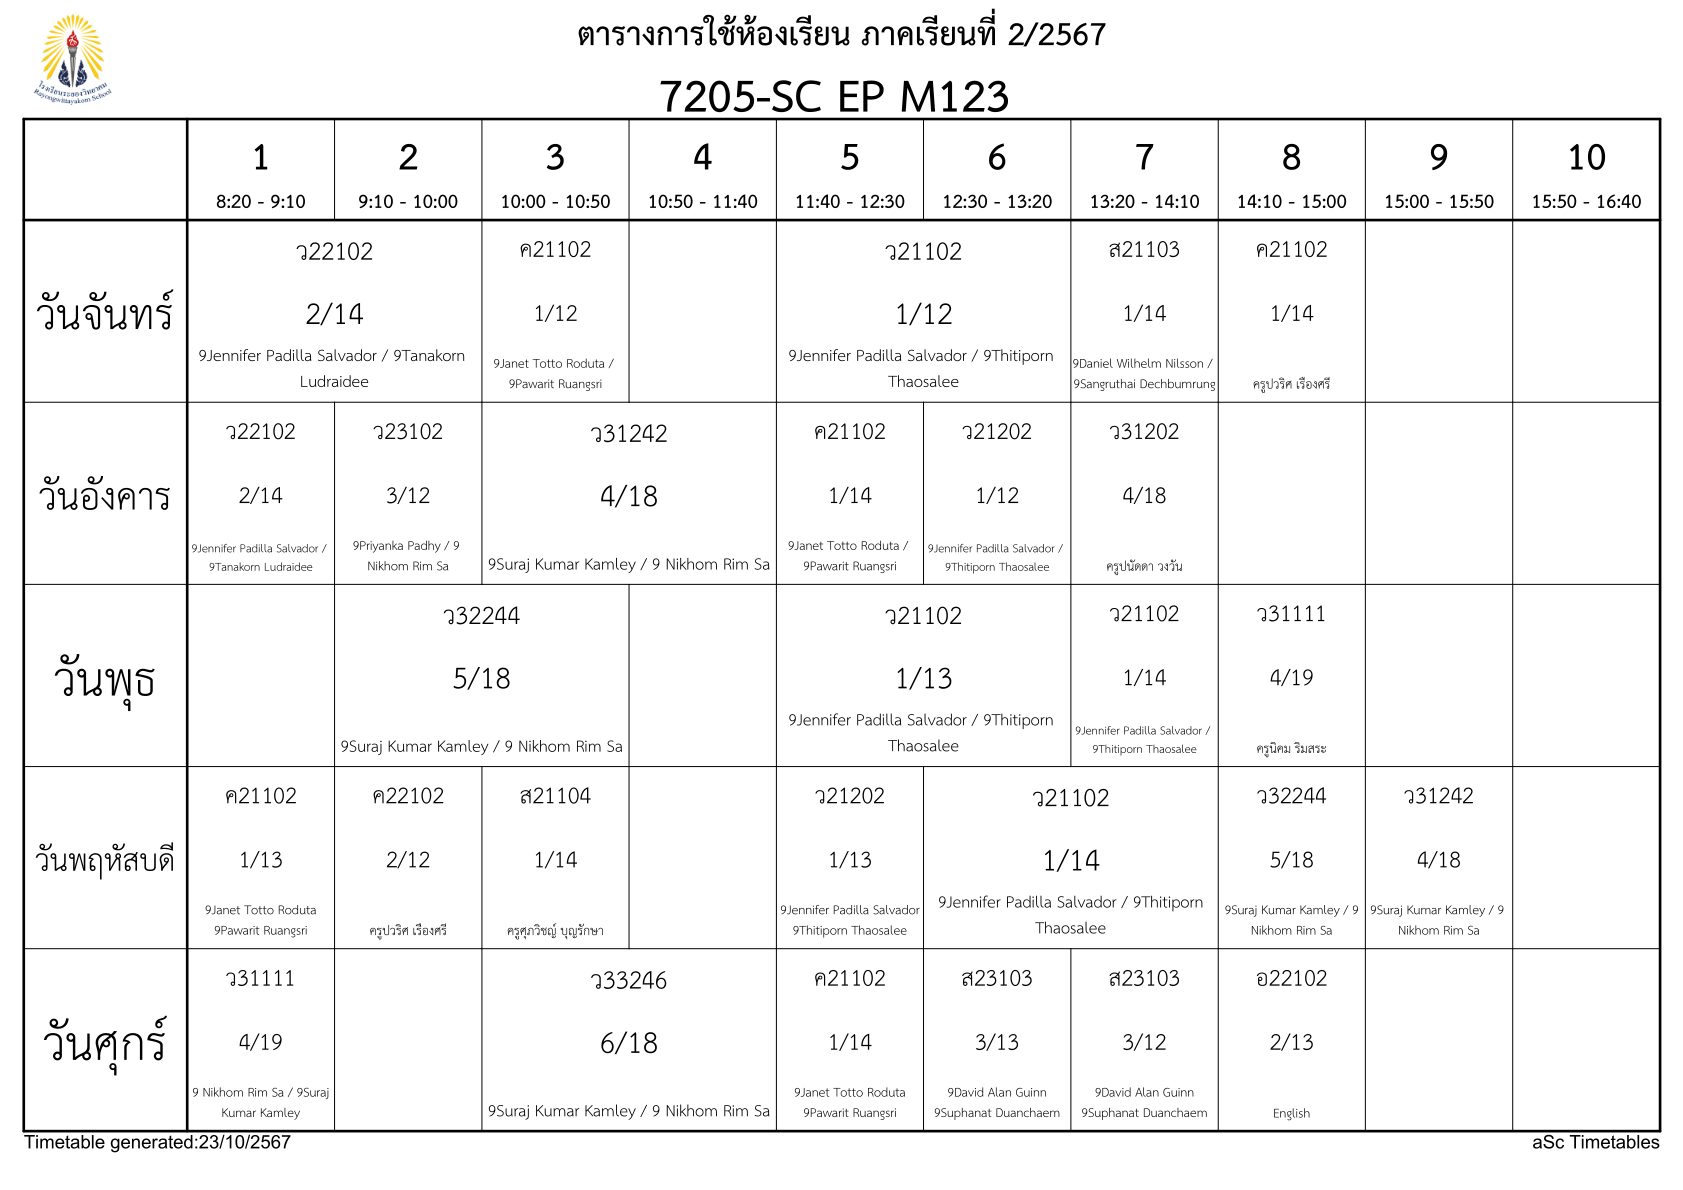 ตารางการใช้ห้องเรียน ภาคเรียนที่ 2/2567
7205-SC EP M123
โรงเรียนระยองวิทยาคม
Rayongwittayakom School
1 2 3 4 5 6 7 8 9 10
8:20 - 9:10 9:10 - 10:00 10:00 - 10:50 10:50 - 11:40 11:40 - 12:30 12:30 - 13:20 13:20 - 14:10 14:10 - 15:00 15:00 - 15:50 15:50 - 16:40
วันจันทร์
ว22102
2/14
9Jennifer Padilla Salvador / 9Tanakorn
Ludraidee
ค21102
1/12
9Janet Totto Roduta /
9Pawarit Ruangsri
ว21102
1/12
9Jennifer Padilla Salvador / 9Thitiporn
Thaosalee
ส21103
1/14
9Daniel Wilhelm Nilsson /
9Sangruthai Dechbumrung
ค21102
1/14
ครูปวริศ เรืองศรี
วันอังคาร
ว22102
2/14
9Jennifer Padilla Salvador /
9Tanakorn Ludraidee
ว23102
3/12
9Priyanka Padhy / 9
Nikhom Rim Sa
ว31242
4/18
9Suraj Kumar Kamley / 9 Nikhom Rim Sa
ค21102
1/14
9Janet Totto Roduta /
9Pawarit Ruangsri
ว21202
1/12
9Jennifer Padilla Salvador /
9Thitiporn Thaosalee
ว31202
4/18
ครูปนัดดา วงวัน
วันพุธ
ว32244
5/18
9Suraj Kumar Kamley / 9 Nikhom Rim Sa
ว21102
1/13
9Jennifer Padilla Salvador / 9Thitiporn
Thaosalee
ว21102
1/14
9Jennifer Padilla Salvador /
9Thitiporn Thaosalee
ว31111
4/19
ครูนิคม ริมสระ
วันพฤหัสบดี
ค21102
1/13
9Janet Totto Roduta
9Pawarit Ruangsri
ค22102
2/12
ครูปวริศ เรืองศรี
ส21104
1/14
ครูศุภวิชญ์ บุญรักษา
ว21202
1/13
9Jennifer Padilla Salvador
9Thitiporn Thaosalee
ว21102
1/14
9Jennifer Padilla Salvador / 9Thitiporn
Thaosalee
ว32244
5/18
9Suraj Kumar Kamley / 9
Nikhom Rim Sa
ว31242
4/18
9Suraj Kumar Kamley / 9
Nikhom Rim Sa
วันศุกร์
ว31111
4/19
9 Nikhom Rim Sa / 9Suraj
Kumar Kamley
ว33246
6/18
9Suraj Kumar Kamley / 9 Nikhom Rim Sa
ค21102
1/14
9Janet Totto Roduta
9Pawarit Ruangsri
ส23103
3/13
9David Alan Guinn
9Suphanat Duanchaem
ส23103
3/12
9David Alan Guinn
9Suphanat Duanchaem
อ22102
2/13
English
Timetable generated:23/10/2567
aSc Timetables